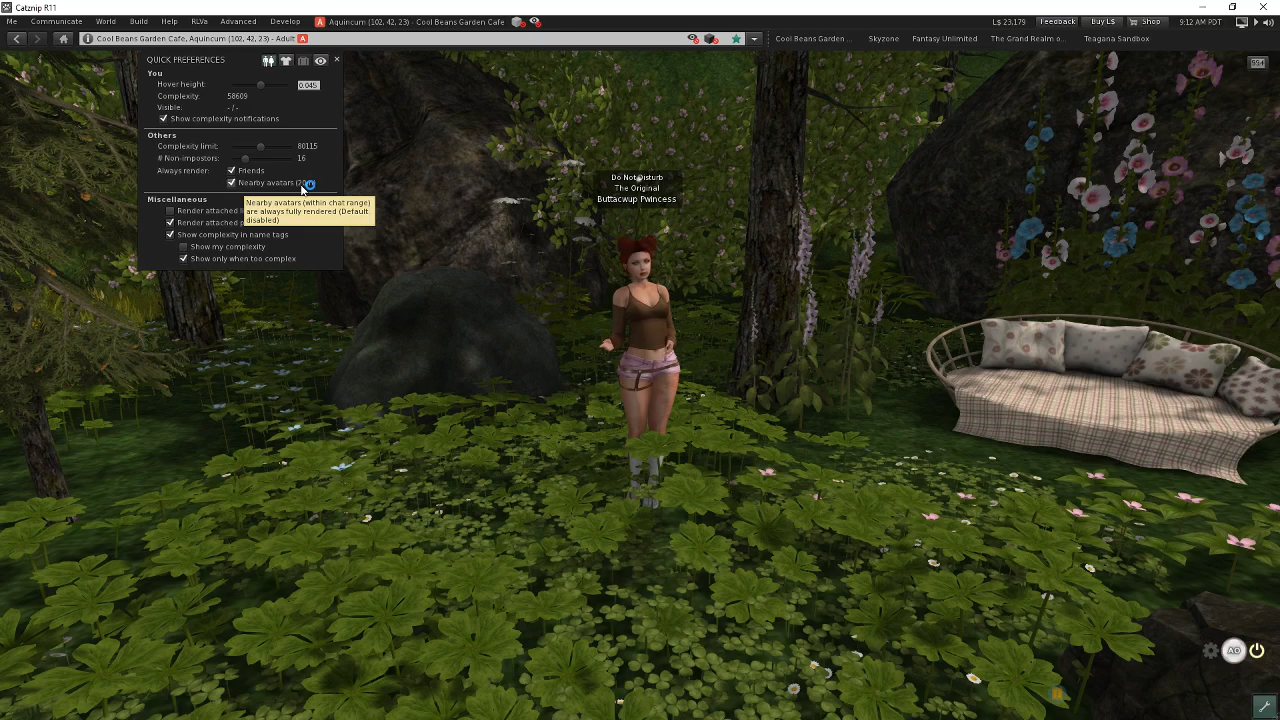 Catznip R11
Me Communicate World Build Help RLVa Advanced Develop A Aquincum (102, 42, 23) - Cool Beans Garden Cafe L$ 23,179 Feedback Buy L$ Shop 9:12 AM PDT
Cool Beans Garden Cafe, Aquincum (102, 42, 23) - Adult A Cool Beans Garden ... Skyzone Fantasy Unlimited The Grand Realm o... Teagana Sandbox
QUICK PREFERENCES
You
Hover height: 0.045
Complexity: 58609
Visible: - / -
Show complexity notifications
Others
Complexity limit: 80115
# Non-impostors: 16
Always render: Friends
Nearby avatars
Miscellaneous
Render attached
Render attached
Show complexity in name tags
Show my complexity
Show only when too complex
Nearby avatars (within chat range)
are always fully rendered (Default
disabled)
Do Not Disturb
The Original
Buttacwup Pwincess
99+
AO